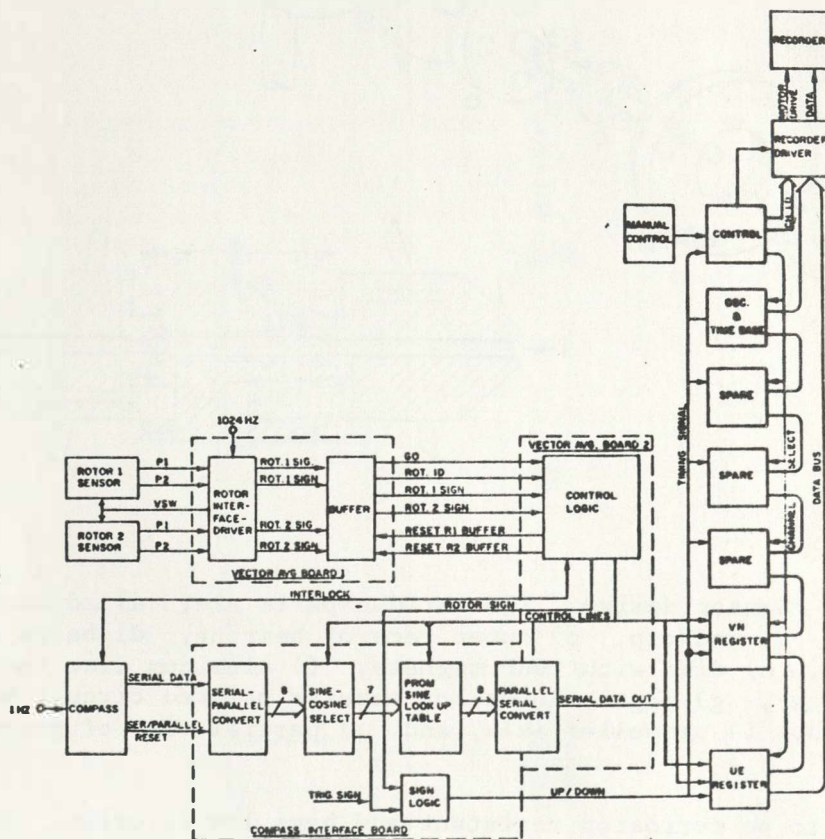 RECORDER
MOTOR DRIVE
DATA
RECORDER DRIVER
CH. I.D.
MANUAL CONTROL
CONTROL
OSC. & TIME BASE
SPARE
SPARE
SPARE
TIMING SIGNAL
CHANNEL SELECT
DATA BUS
1024 HZ
VECTOR AVG. BOARD 2
ROTOR 1 SENSOR
P1
P2
VSW
ROTOR 2 SENSOR
P1
P2
ROTOR INTER-FACE-DRIVER
ROT. 1 SIG.
ROT. 1 SIGN
ROT. 2 SIG.
ROT. 2 SIGN
BUFFER
GO
ROT. ID
ROT. 1 SIGN
ROT. 2 SIGN
RESET R1 BUFFER
RESET R2 BUFFER
CONTROL LOGIC
VECTOR AVG BOARD 1
INTERLOCK
ROTOR SIGN
CONTROL LINES
VN REGISTER
1 HZ
COMPASS
SERIAL DATA
SER/PARALLEL RESET
SERIAL-PARALLEL CONVERT
8
SINE-COSINE SELECT
7
PROM SINE LOOK UP TABLE
8
PARALLEL SERIAL CONVERT
SERIAL DATA OUT
TRIG SIGN
SIGN LOGIC
UP / DOWN
UE REGISTER
COMPASS INTERFACE BOARD